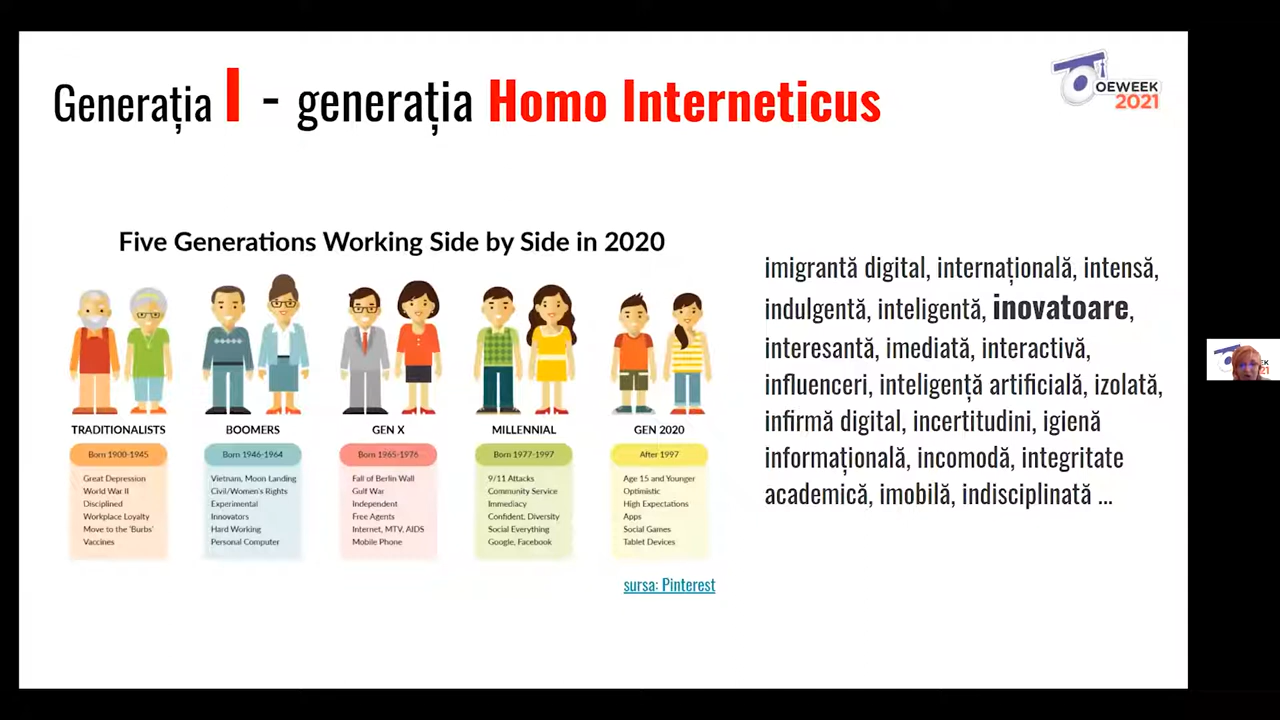 Generația I - generația Homo Interneticus
OEWEEK
2021
Five Generations Working Side by Side in 2020
TRADITIONALISTS
Born 1900-1945
Great Depression
World War II
Disciplined
Workplace Loyalty
Move to the 'Burbs'
Vaccines
BOOMERS
Born 1946-1964
Vietnam, Moon Landing
Civil/Women's Rights
Experimental
Innovators
Hard Working
Personal Computer
GEN X
Born 1965-1976
Fall of Berlin Wall
Gulf War
Independent
Free Agents
Internet, MTV, AIDS
Mobile Phone
MILLENNIAL
Born 1977-1997
9/11 Attacks
Community Service
Immediacy
Confident, Diversity
Social Everything
Google, Facebook
GEN 2020
After 1997
Age 15 and Younger
Optimistic
High Expectations
Apps
Social Games
Tablet Devices
sursa: Pinterest
imigrantă digital, internațională, intensă,
indulgentă, inteligentă, inovatoare,
interesantă, imediată, interactivă,
influenceri, inteligență artificială, izolată,
infirmă digital, incertitudini, igienă
informațională, incomodă, integritate
academică, imobilă, indisciplinată ...